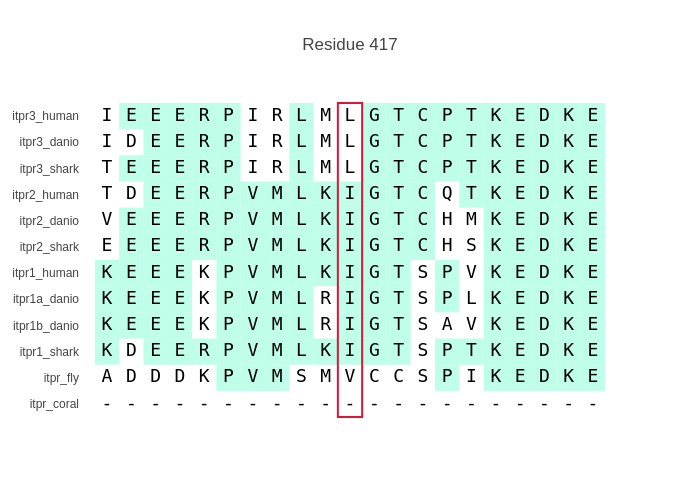 Residue 417
itpr3_human I E E E R P I R L M L G T C P T K E D K E
itpr3_danio I D E E R P I R L M L G T C P T K E D K E
itpr3_shark T E E E R P I R L M L G T C P T K E D K E
itpr2_human T D E E R P V M L K I G T C Q T K E D K E
itpr2_danio V E E E R P V M L K I G T C H M K E D K E
itpr2_shark E E E E R P V M L K I G T C H S K E D K E
itpr1_human K E E E K P V M L K I G T S P V K E D K E
itpr1a_danio K E E E K P V M L R I G T S P L K E D K E
itpr1b_danio K E E E K P V M L R I G T S A V K E D K E
itpr1_shark K D E E R P V M L K I G T S P T K E D K E
itpr_fly A D D D K P V M S M V C C S P I K E D K E
itpr_coral - - - - - - - - - - - - - - - - - - - - -